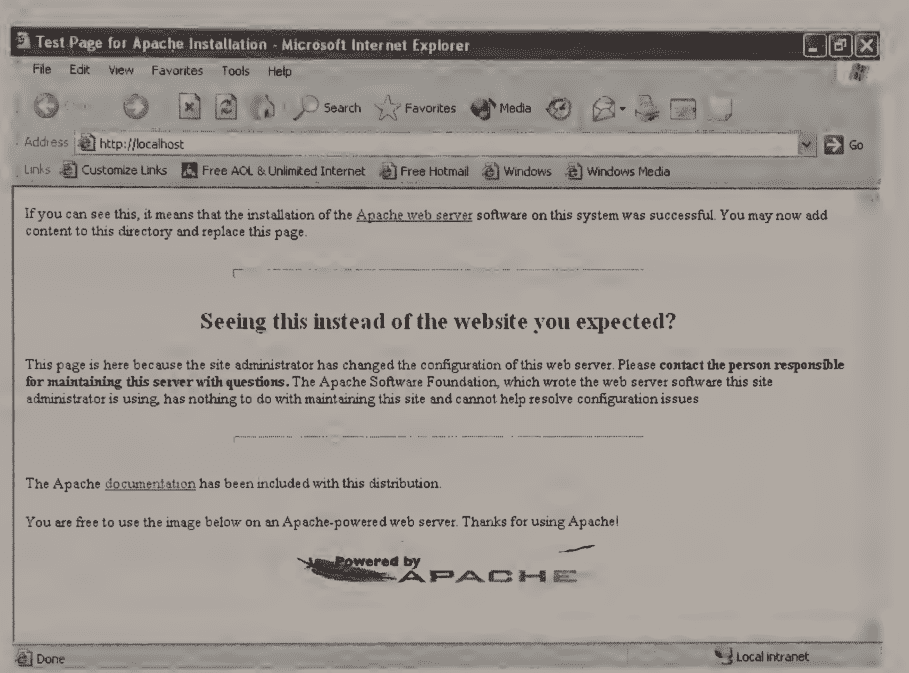 Test Page for Apache Installation - Microsoft Internet Explorer
File Edit View Favorites Tools Help
Search Favorites Media
Address http://localhost Go
Links Customize Links Free AOL & Unlimited Internet Free Hotmail Windows Windows Media
If you can see this, it means that the installation of the Apache web server software on this system was successful. You may now add
content to this directory and replace this page.
Seeing this instead of the website you expected?
This page is here because the site administrator has changed the configuration of this web server. Please contact the person responsible
for maintaining this server with questions. The Apache Software Foundation, which wrote the web server software this site
administrator is using, has nothing to do with maintaining this site and cannot help resolve configuration issues
The Apache documentation has been included with this distribution.
You are free to use the image below on an Apache-powered web server. Thanks for using Apache!
Powered by
APACHE
Done Local intranet